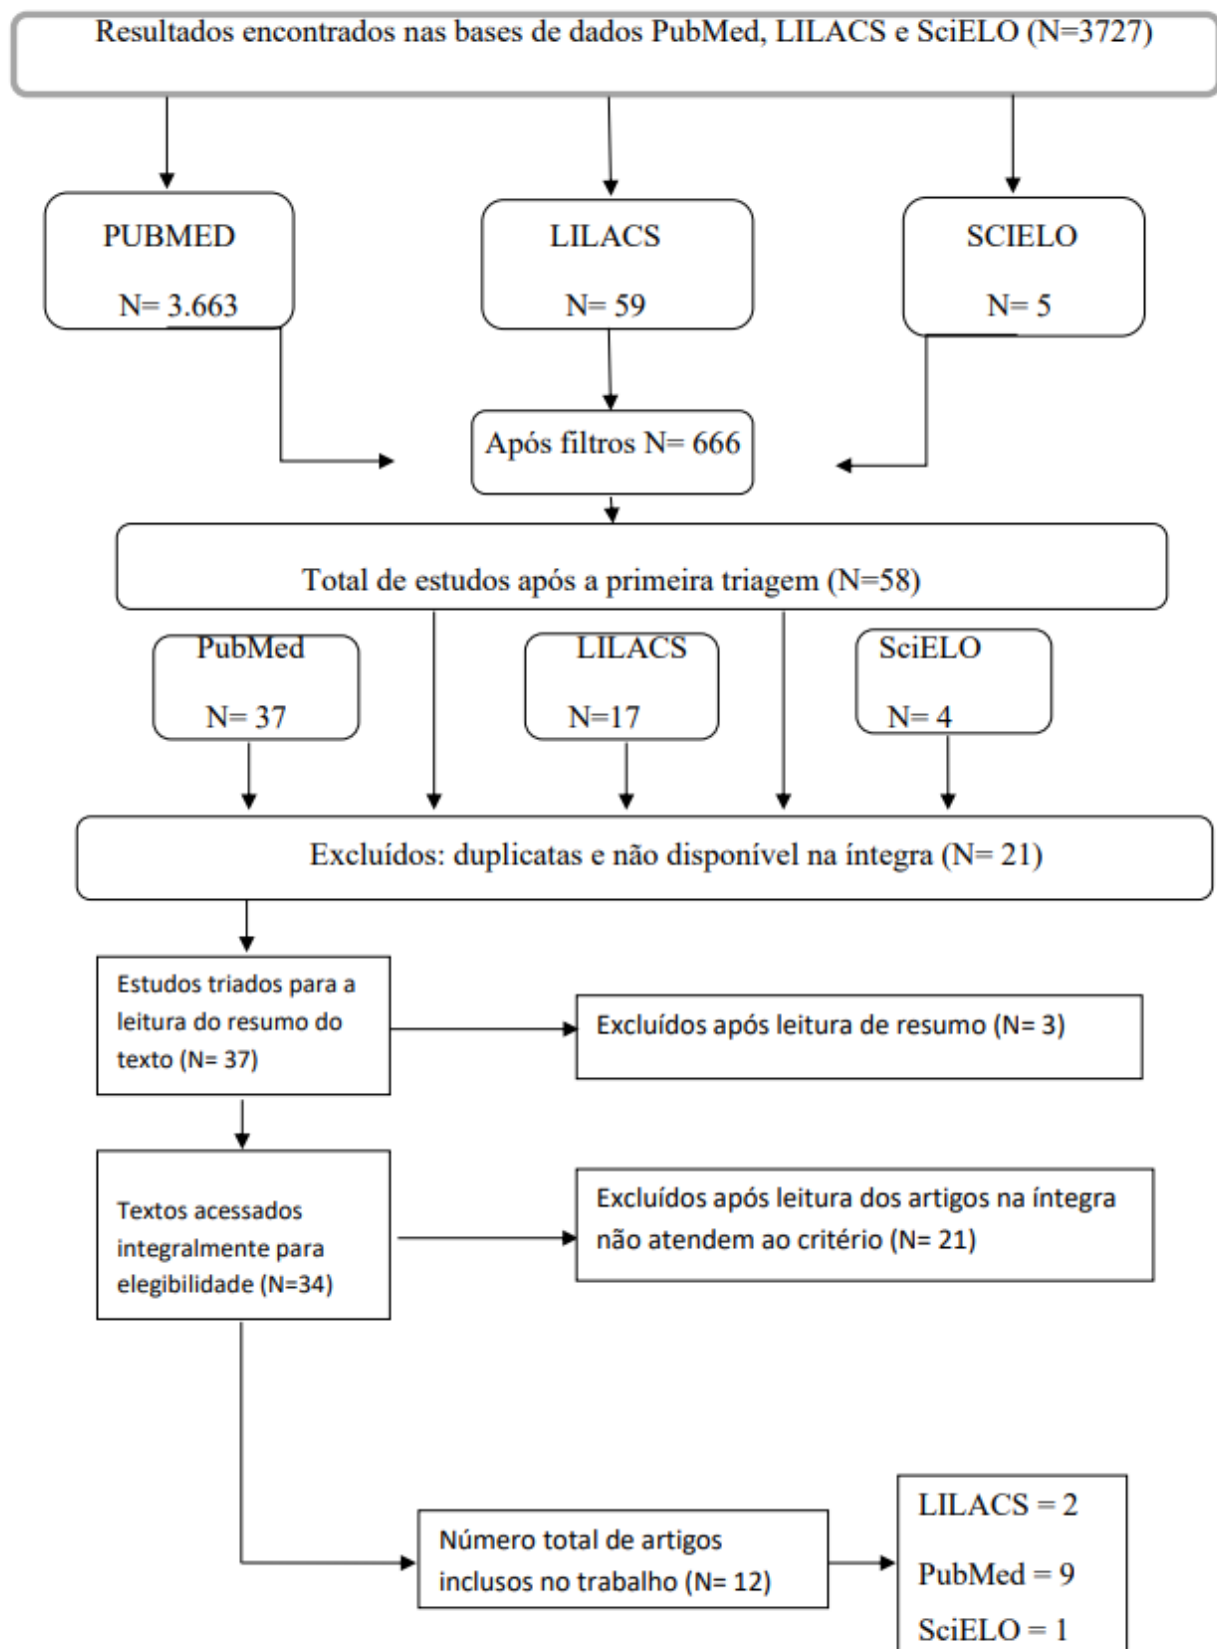 Resultados encontrados nas bases de dados PubMed, LILACS e SciELO (N=3727)
PUBMED
N= 3.663
LILACS
N= 59
SCIELO
N= 5
Após filtros N= 666
Total de estudos após a primeira triagem (N=58)
PubMed
N= 37
LILACS
N=17
SciELO
N= 4
Excluídos: duplicatas e não disponível na íntegra (N= 21)
Estudos triados para a
leitura do resumo do
texto (N= 37)
Excluídos após leitura de resumo (N= 3)
Textos acessados
integralmente para
elegibilidade (N=34)
Excluídos após leitura dos artigos na íntegra
não atendem ao critério (N= 21)
Número total de artigos
inclusos no trabalho (N= 12)
LILACS = 2
PubMed = 9
SciELO = 1